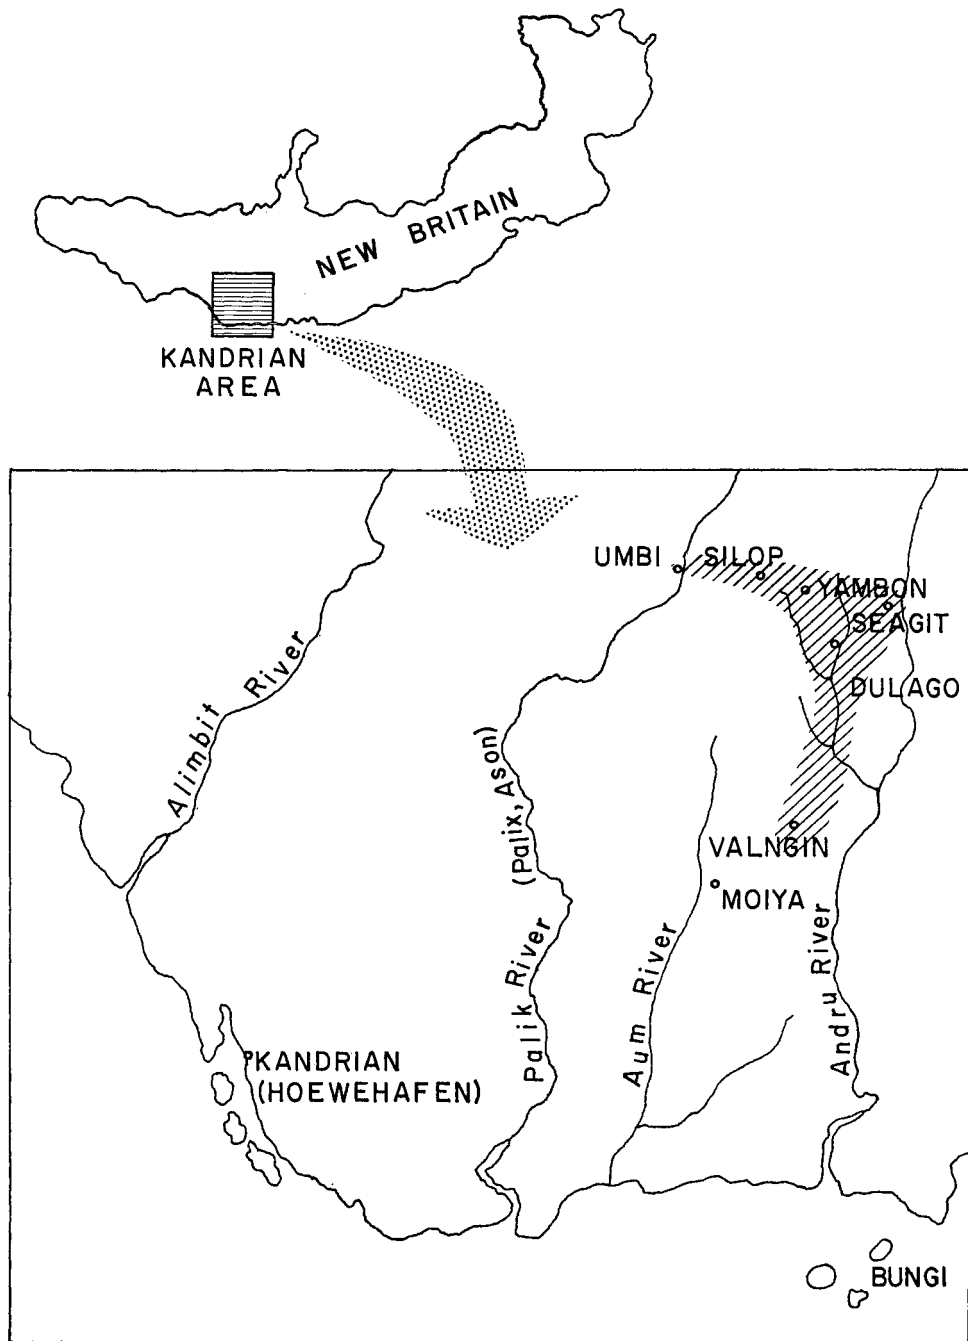 NEW BRITAIN
KANDRIAN
AREA
UMBI
SILOP
YAMBON
SEAGIT
DULAGO
Alimbit River
Palik River (Palix, Ason)
VALNGIN
MOIYA
Aum River
Andru River
KANDRIAN
(HOEWEHAFEN)
BUNGI